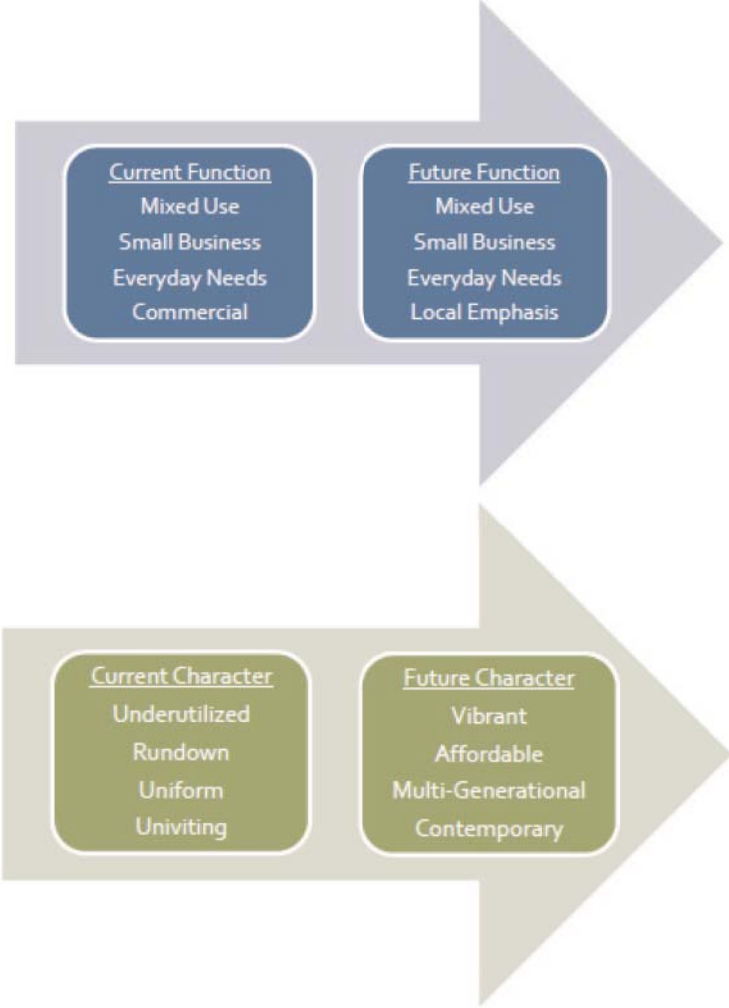 Current Function
Mixed Use
Small Business
Everyday Needs
Commercial
Future Function
Mixed Use
Small Business
Everyday Needs
Local Emphasis
Current Character
Underutilized
Rundown
Uniform
Univiting
Future Character
Vibrant
Affordable
Multi-Generational
Contemporary